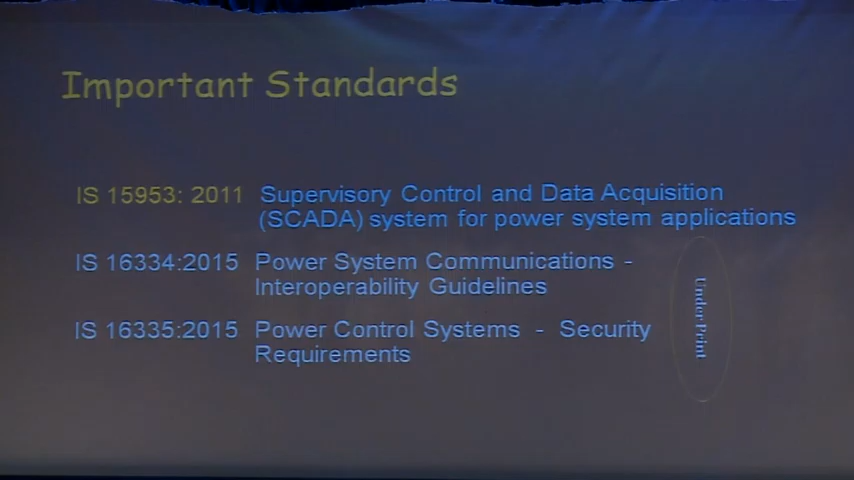 Important Standards
IS 15953: 2011 Supervisory Control and Data Acquisition
(SCADA) system for power system applications
IS 16334:2015 Power System Communications -
Interoperability Guidelines
IS 16335:2015 Power Control Systems - Security
Requirements
Under Print